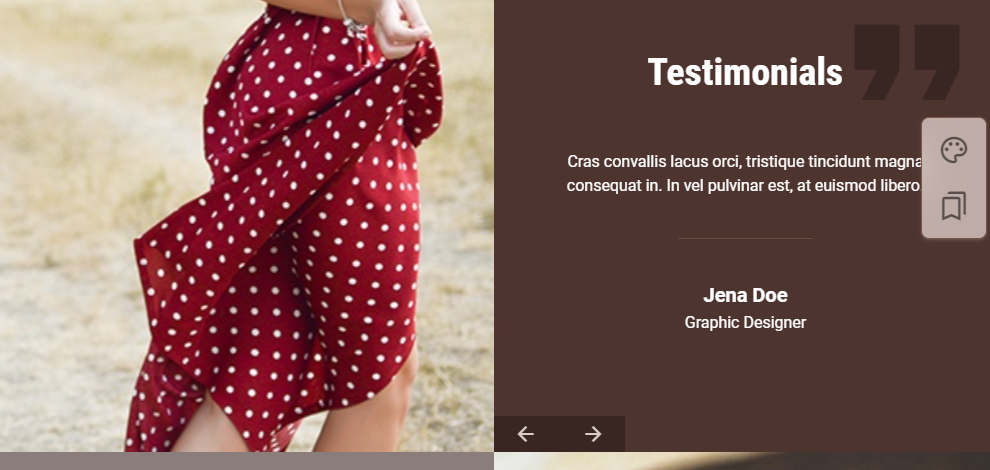 Testimonials
Cras convallis lacus orci, tristique tincidunt magna
consequat in. In vel pulvinar est, at euismod libero
Jena Doe
Graphic Designer